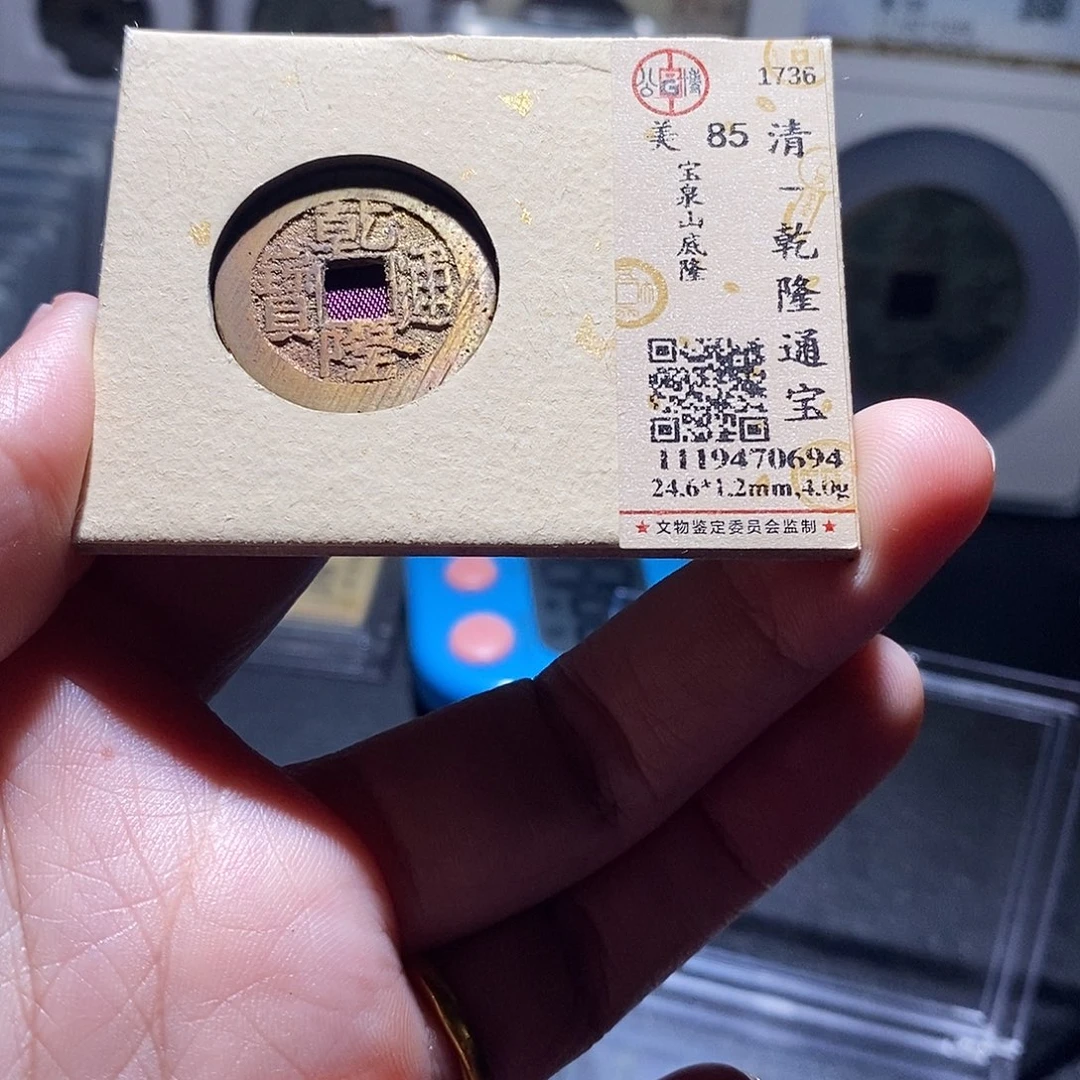 乾隆通寳
1736
美 85
清-乾隆通宝
宝泉山底隆
1119470694
24.6*1.2mm,4.0g
★文物鉴定委员会监制★